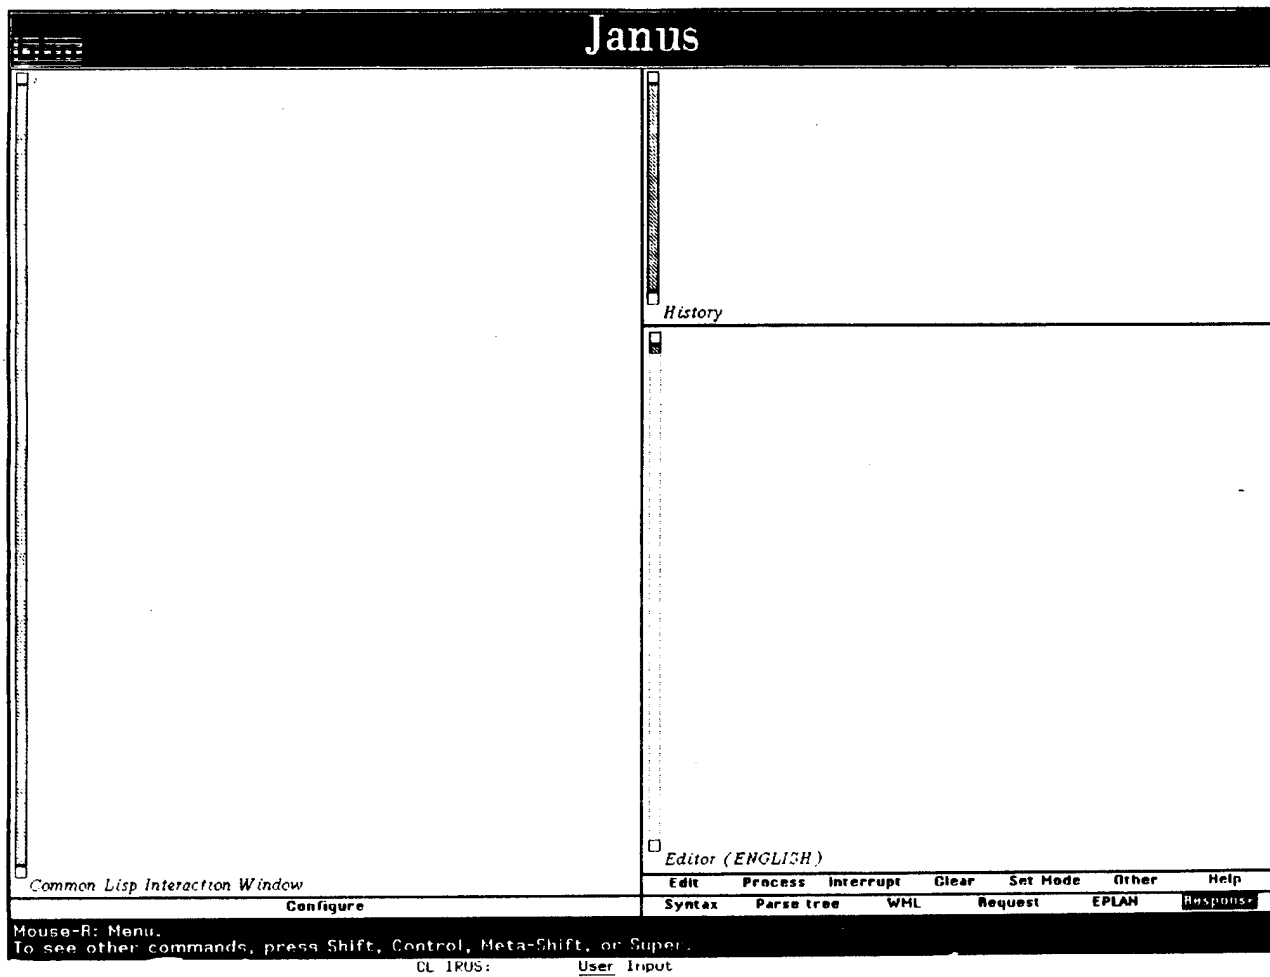 Janus
History
Editor (ENGLISH)
Common Lisp Interaction Window
Edit Process Interrupt Clear Set Mode Other Help
Configure
Syntax Parse tree WML Request EPLAN Response
Mouse-R: Menu.
To see other commands, press Shift, Control, Meta-Shift, or Super.
CL IRUS: User Input